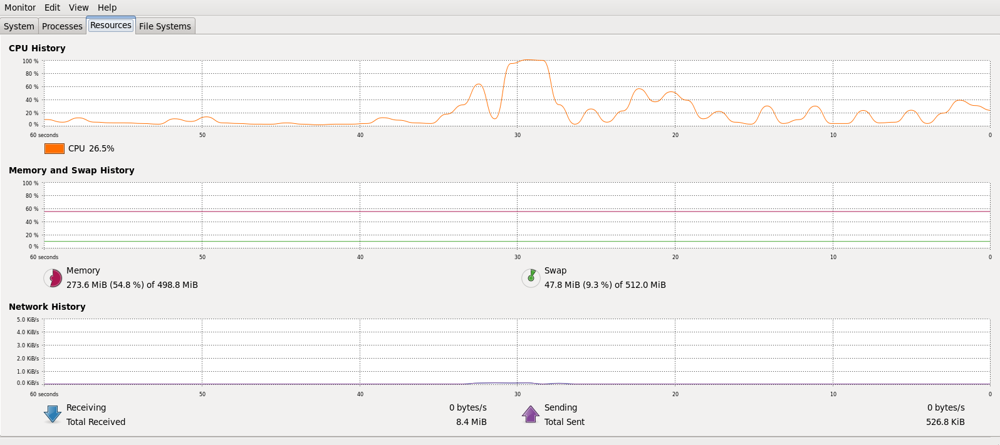 Monitor Edit View Help
System Processes Resources File Systems
CPU History
100 %
80 %
60 %
40 %
20 %
0 %
60 seconds 50 40 30 20 10 0
CPU 26.5%
Memory and Swap History
100 %
80 %
60 %
40 %
20 %
0 %
60 seconds 50 40 30 20 10 0
Memory Swap
273.6 MiB (54.8 %) of 498.8 MiB 47.8 MiB (9.3 %) of 512.0 MiB
Network History
5.0 KiB/s
4.0 KiB/s
3.0 KiB/s
2.0 KiB/s
1.0 KiB/s
0.0 KiB/s
60 seconds 50 40 30 20 10 0
Receiving 0 bytes/s Sending 0 bytes/s
Total Received 8.4 MiB Total Sent 526.8 KiB